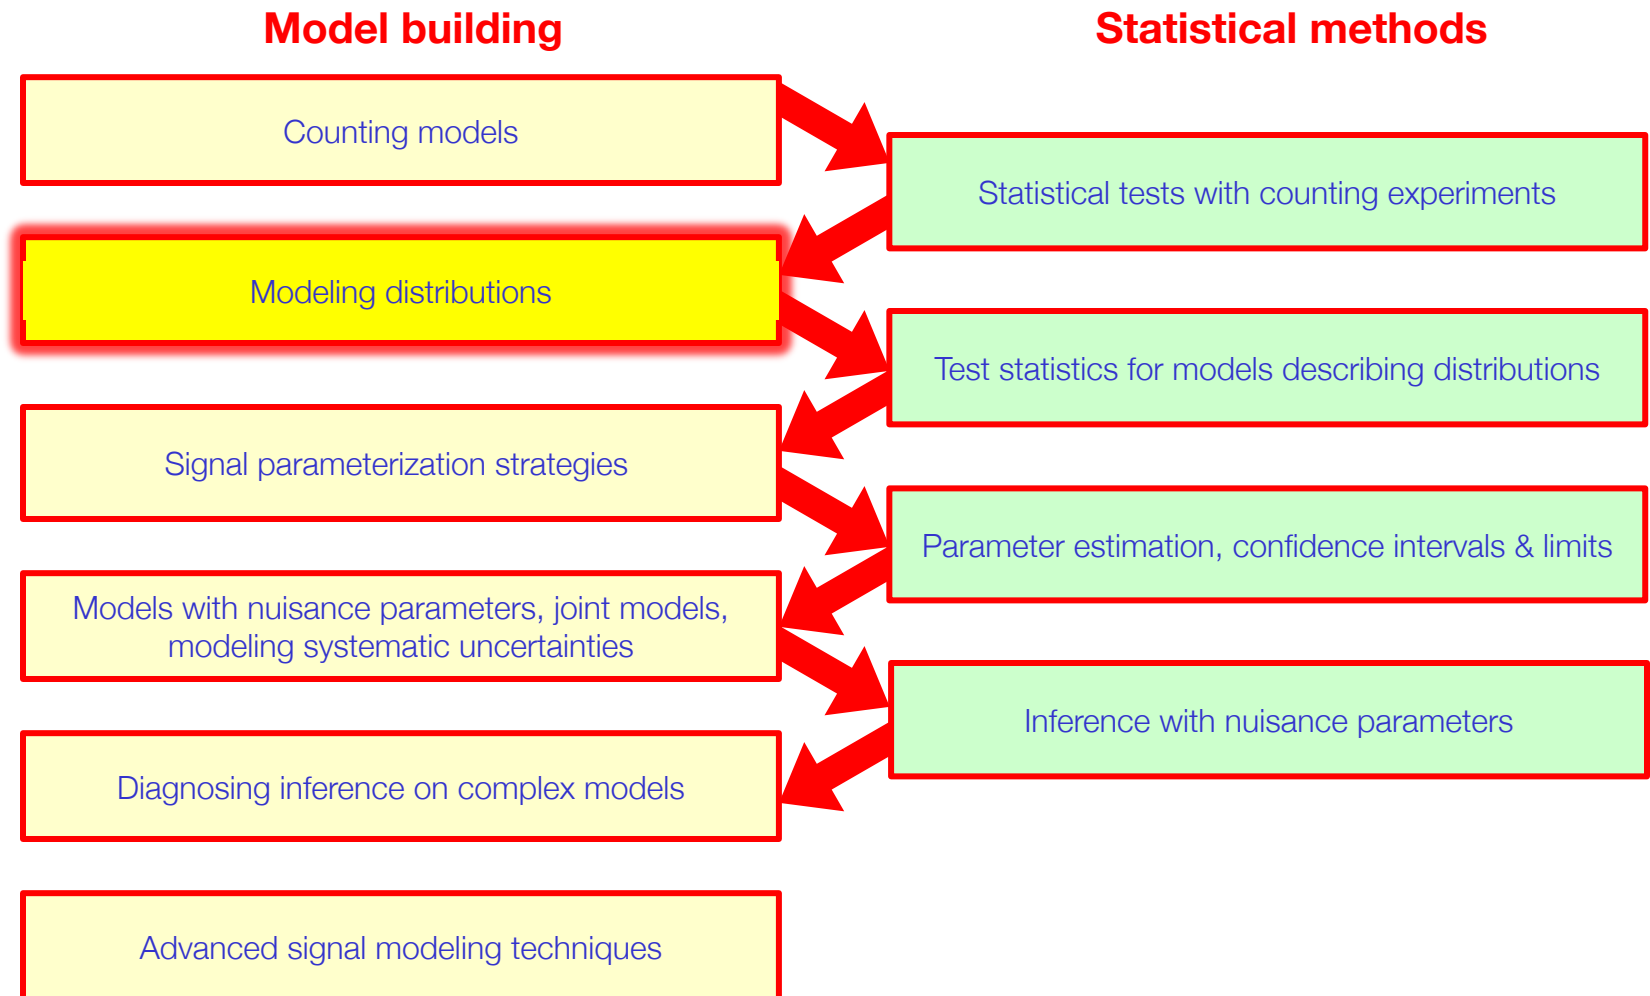 Model building
Statistical methods
Counting models
Statistical tests with counting experiments
Modeling distributions
Test statistics for models describing distributions
Signal parameterization strategies
Parameter estimation, confidence intervals & limits
Models with nuisance parameters, joint models,
modeling systematic uncertainties
Inference with nuisance parameters
Diagnosing inference on complex models
Advanced signal modeling techniques